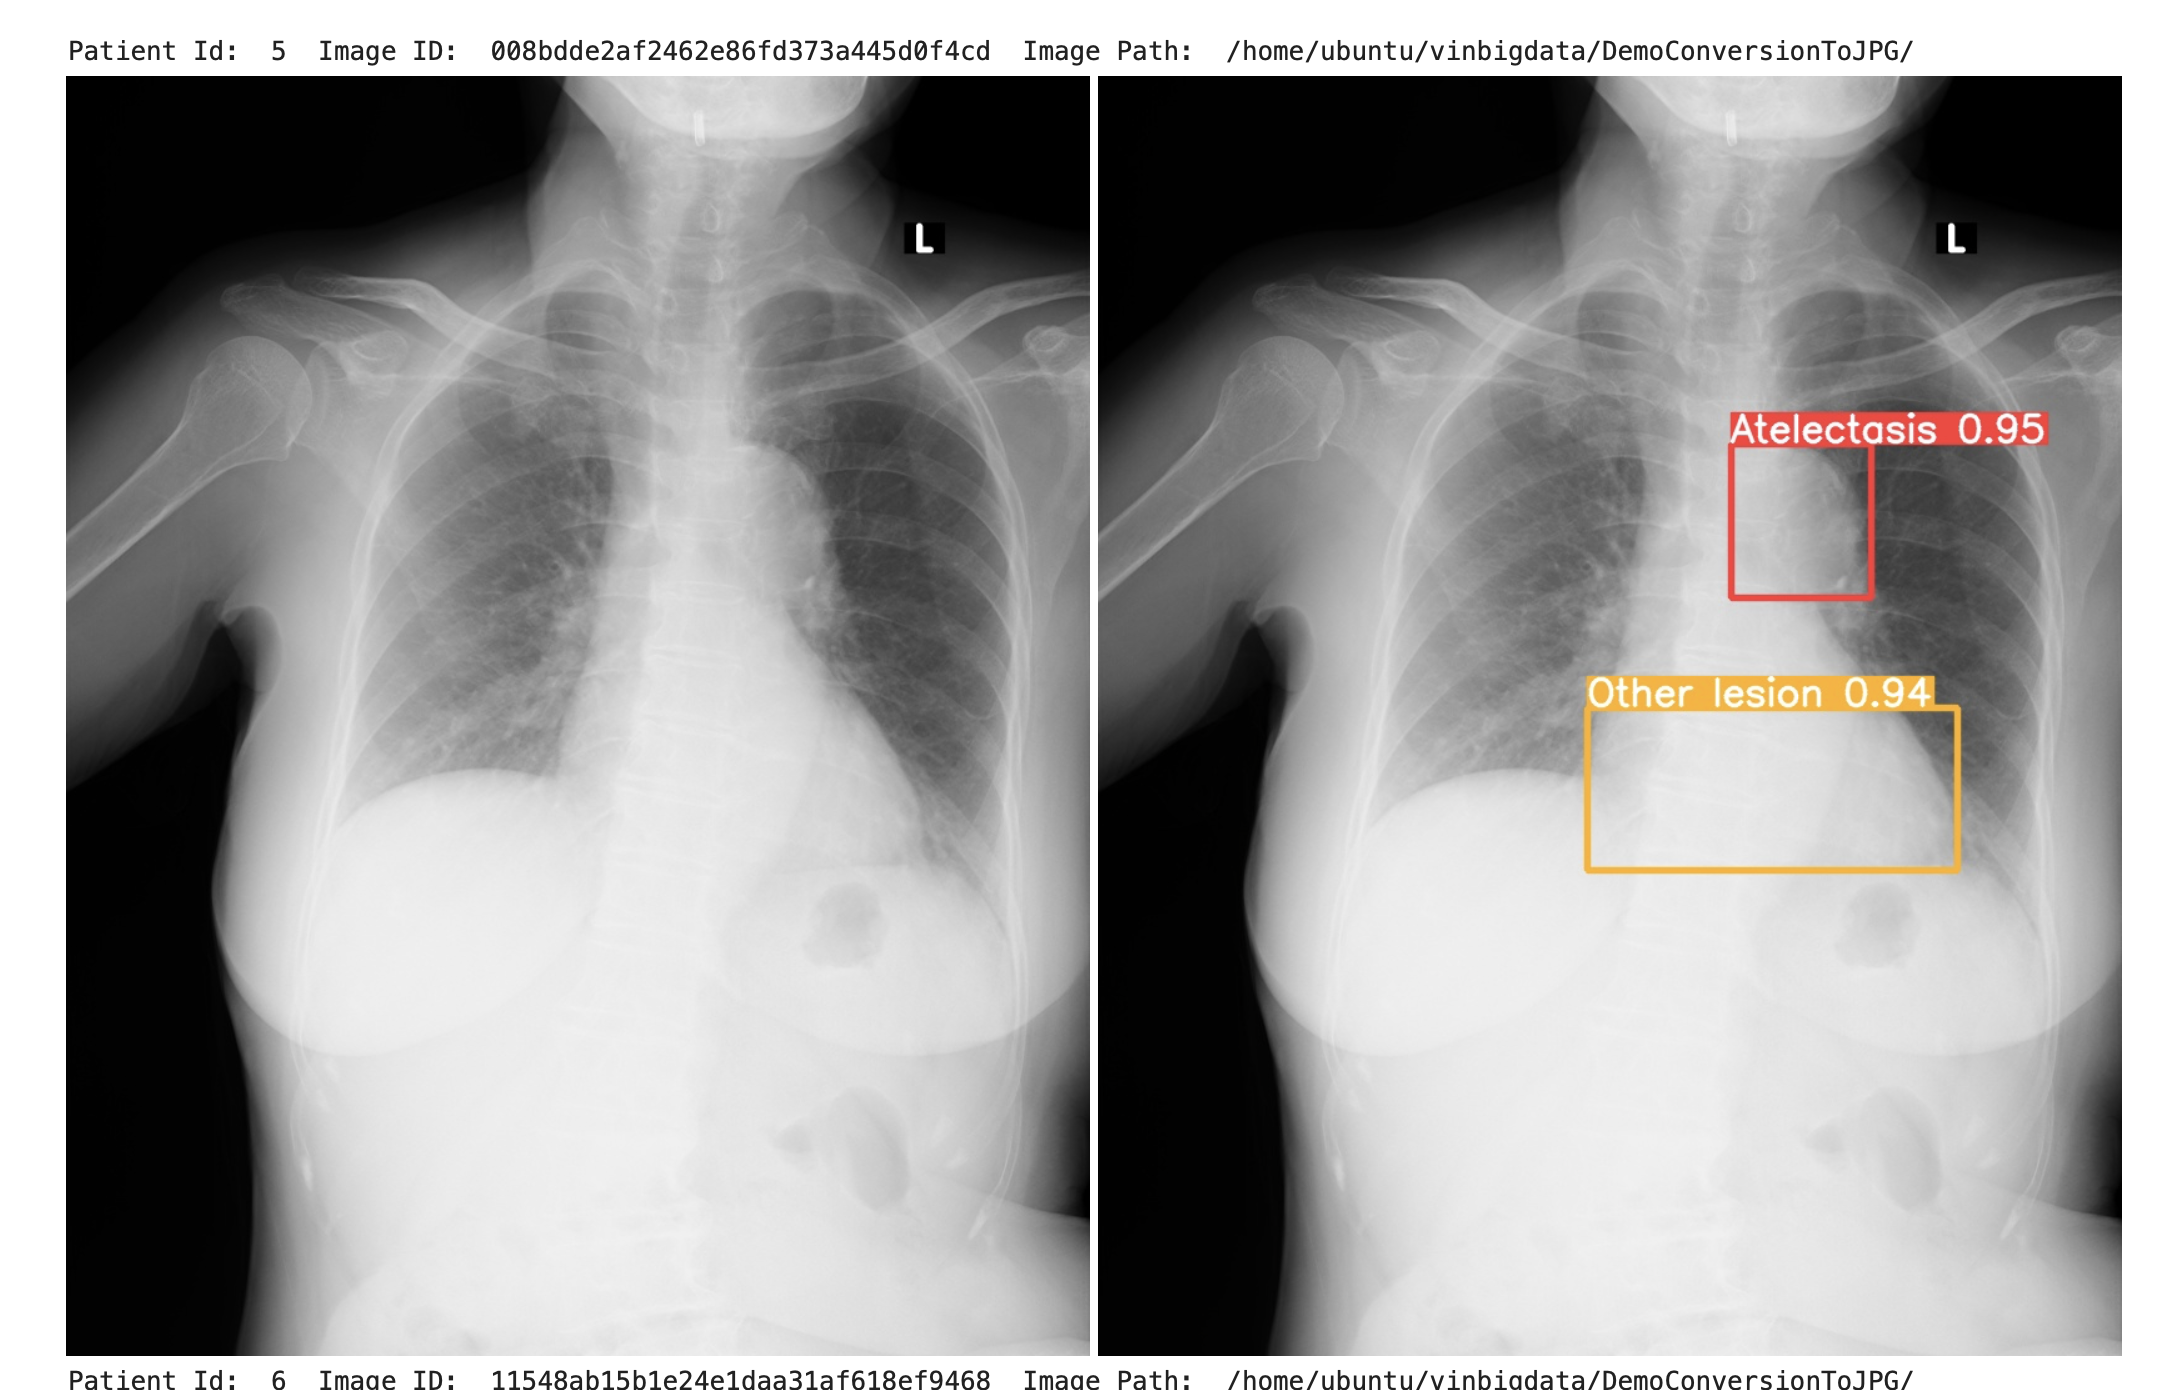 Patient Id:  5  Image ID:  008bdde2af2462e86fd373a445d0f4cd  Image Path:  /home/ubuntu/vinbigdata/DemoConversionToJPG/
L
L
Atelectasis 0.95
Other lesion 0.94
Patient Id:  6  Image ID:  11548ab15b1e24e1daa31af618ef9468  Image Path:  /home/ubuntu/vinbigdata/DemoConversionToJPG/